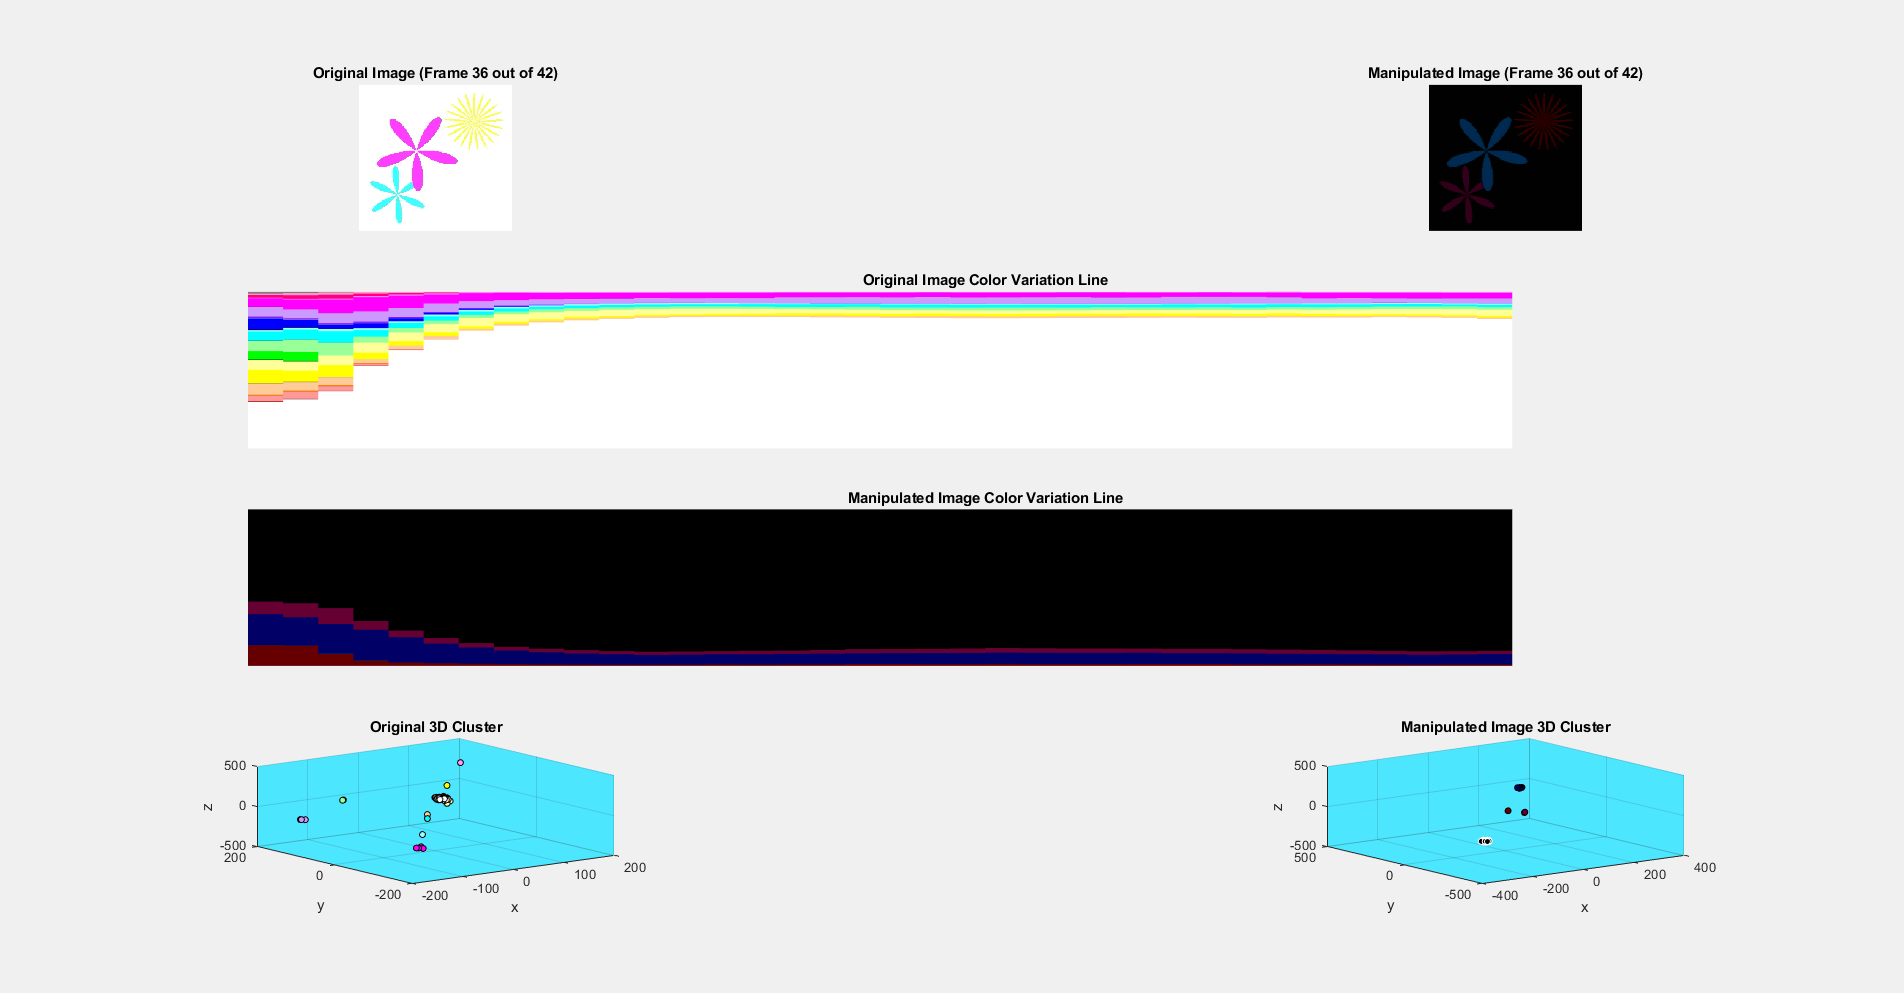 Original Image (Frame 36 out of 42)
Manipulated Image (Frame 36 out of 42)
Original Image Color Variation Line
Manipulated Image Color Variation Line
Original 3D Cluster
500
0
-500
z
200
0
-200
y
-200
-100
0
100
200
x
Manipulated Image 3D Cluster
500
0
-500
z
500
0
-500
y
-400
-200
0
200
400
x